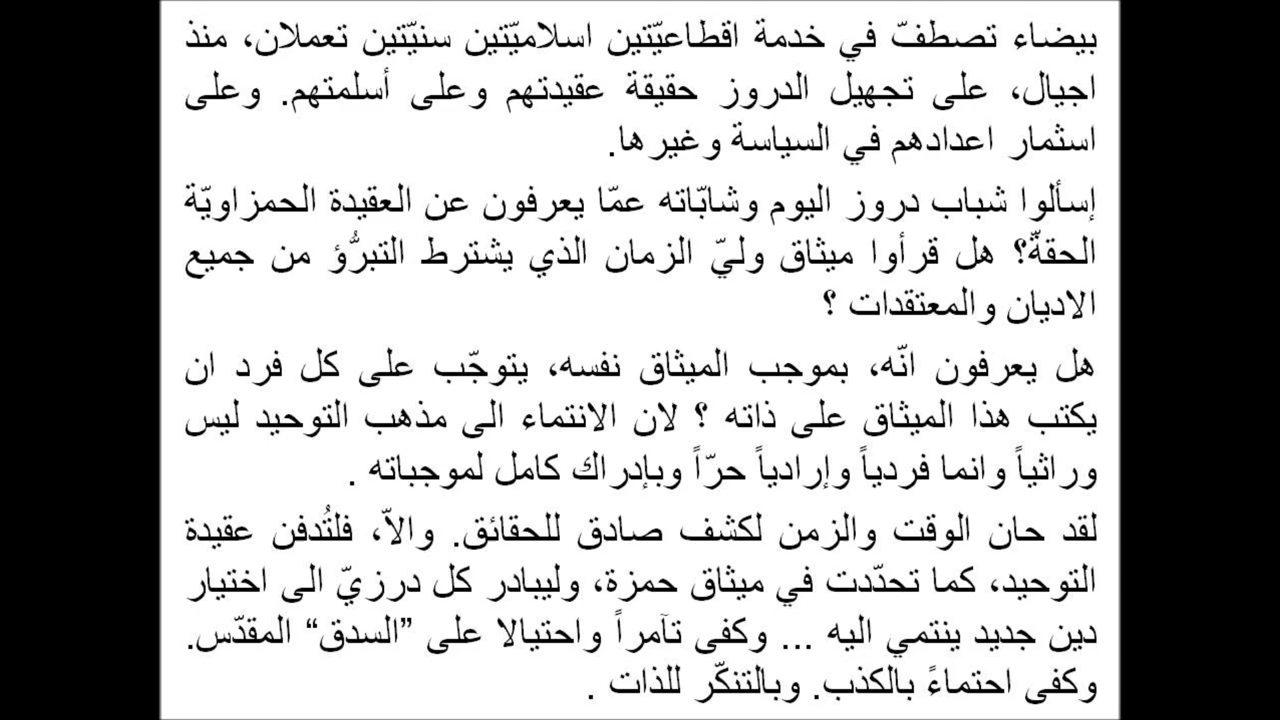 بيضاء تصطفّ في خدمة اقطاعيّتين اسلاميّتين سنيّتين تعملان، منذ
اجيال، على تجهيل الدروز حقيقة عقيدتهم وعلى أسلمتهم. وعلى
اسثمار اعدادهم في السياسة وغيرها.
إسألوا شباب دروز اليوم وشابّاته عمّا يعرفون عن العقيدة الحمزاويّة
الحقةّ؟ هل قرأوا ميثاق وليّ الزمان الذي يشترط التبرُّؤ من جميع
الاديان والمعتقدات ؟
هل يعرفون انّه، بموجب الميثاق نفسه، يتوجّب على كل فرد ان
يكتب هذا الميثاق على ذاته ؟ لان الانتماء الى مذهب التوحيد ليس
وراثياً وانما فردياً وإرادياً حرّاً وبإدراك كامل لموجباته .
لقد حان الوقت والزمن لكشف صادق للحقائق. والاّ، فلتُدفن عقيدة
التوحيد، كما تحدّدت في ميثاق حمزة، وليبادر كل درزيّ الى اختيار
دين جديد ينتمي اليه ... وكفى تآمراً واحتيالا على ”السدق“ المقدّس.
وكفى احتماءً بالكذب. وبالتنكّر للذات .